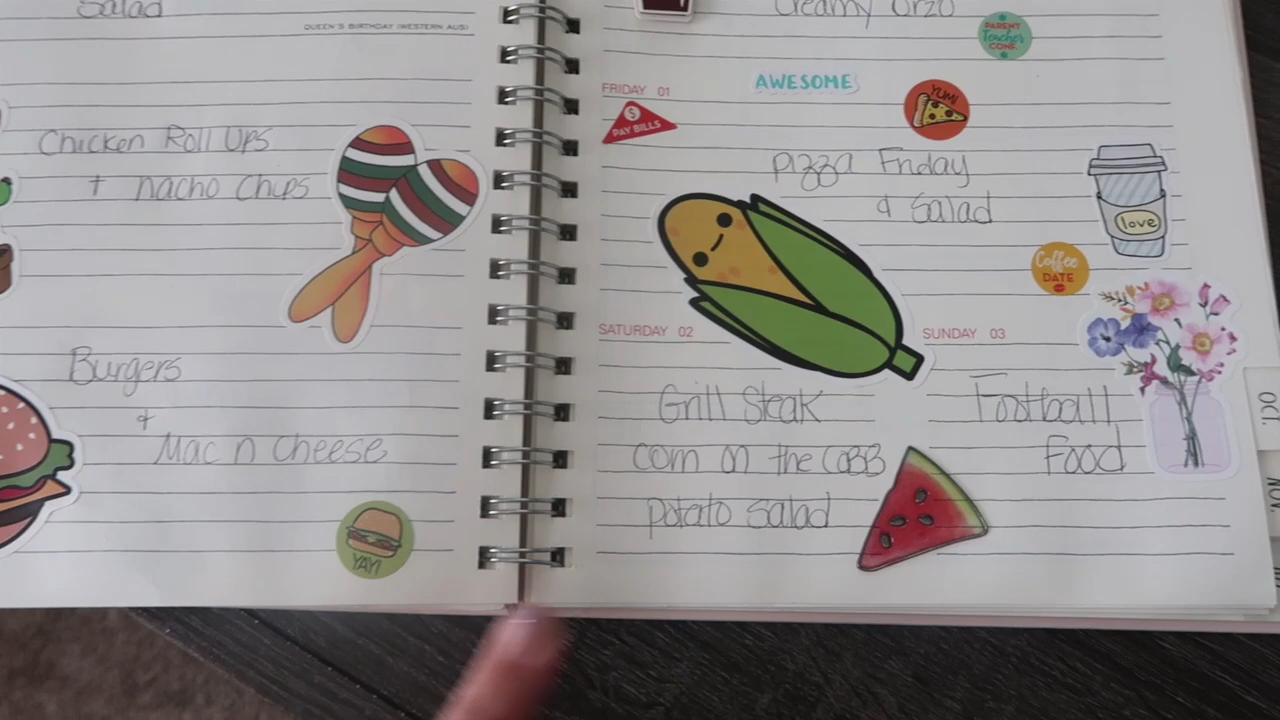 Salad
QUEEN'S BIRTHDAY (WESTERN AUS)
Chicken Roll Ups
+ nacho chips
Burgers
+
Mac n cheese
YAY!
Creamy Orzo
PARENT
Teacher
CONF.
AWESOME
FRIDAY 01
$
PAY BILLS
YUM!
Pizza Friday
& Salad
love
Coffee
DATE
SATURDAY 02
Grill Steak
corn on the coBB
potato salad
SUNDAY 03
Football
Food
OCT.
NOV.